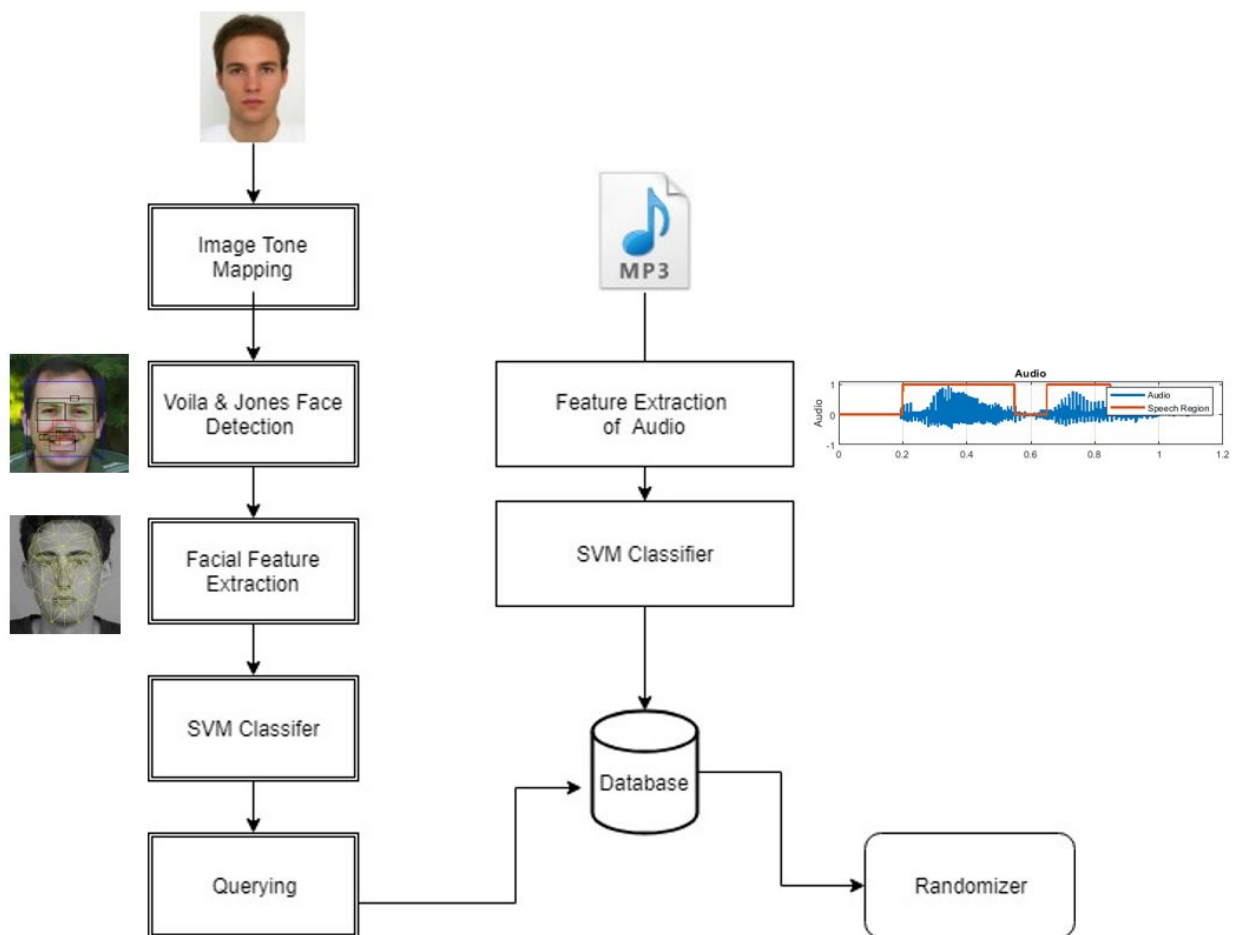 Image Tone
Mapping
MP3
Voila & Jones Face
Detection
Feature Extraction
of Audio
Audio
Audio
1
0
-1
0
0.2
0.4
0.6
0.8
1
1.2
Audio
Speech Region
Facial Feature
Extraction
SVM Classifier
SVM Classifer
Database
Querying
Randomizer